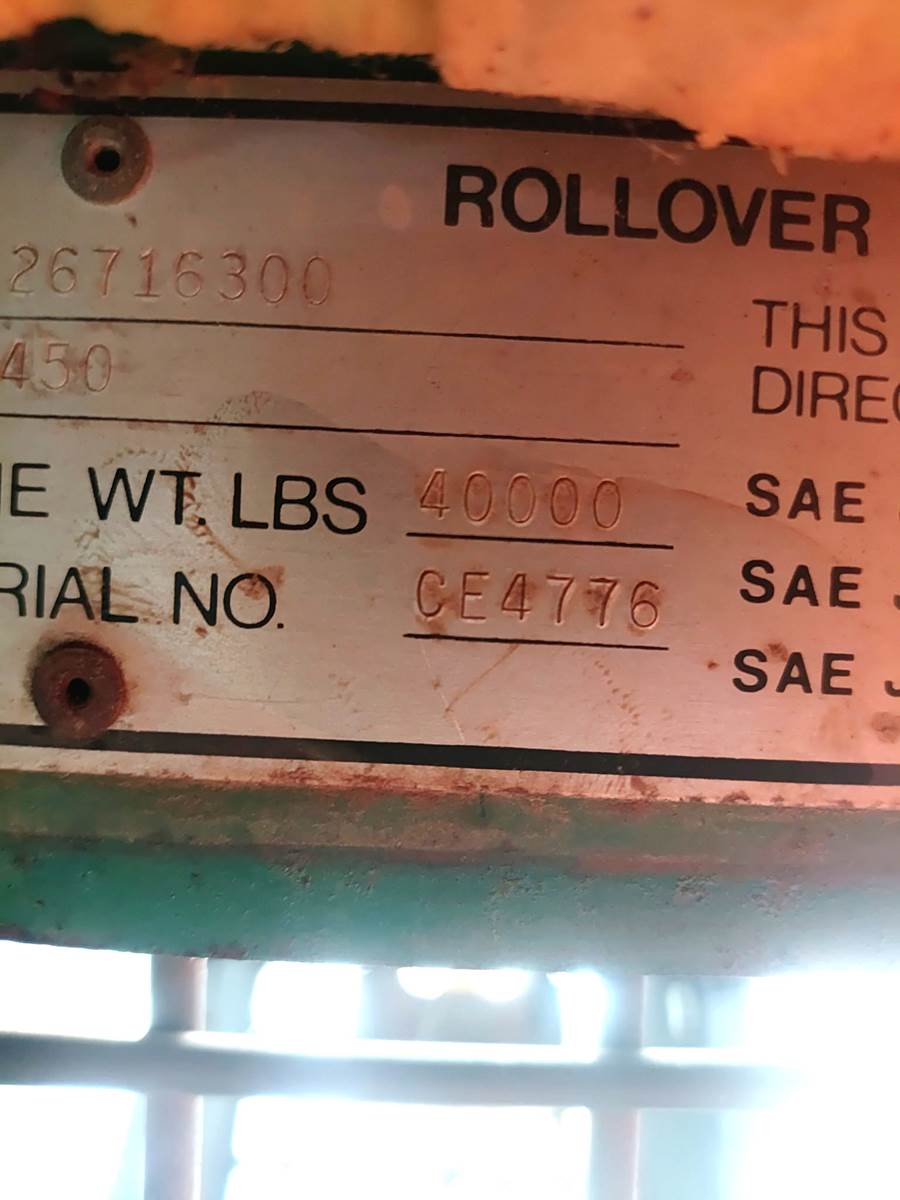 ROLLOVER
26716300
THIS
450
DIREC
E WT. LBS 40000
SAE
RIAL NO. CE4776
SAE J
SAE J